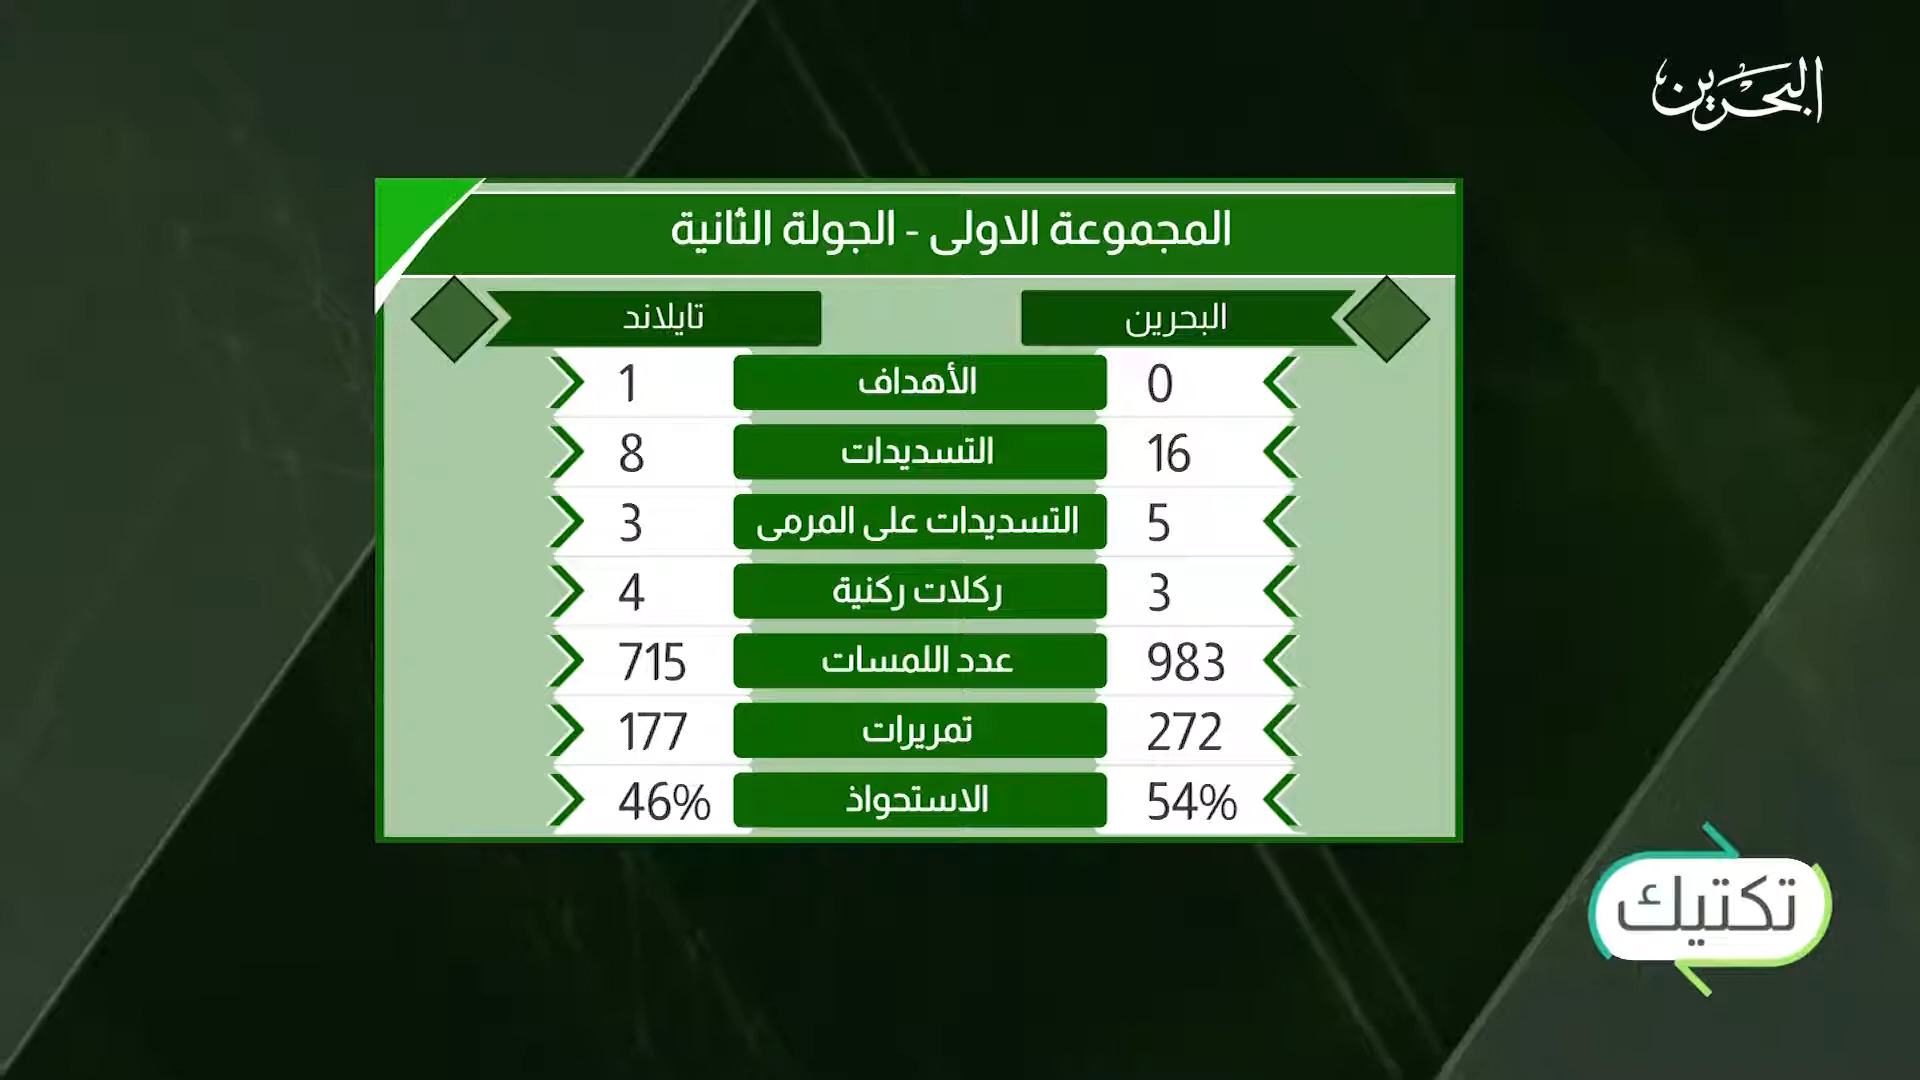 البحرين
المجموعة الاولى - الجولة الثانية
البحرين تايلاند
0 الأهداف 1
16 التسديدات 8
5 التسديدات على المرمى 3
3 ركلات ركنية 4
983 عدد اللمسات 715
272 تمريرات 177
54% الاستحواذ 46%
تكتيك